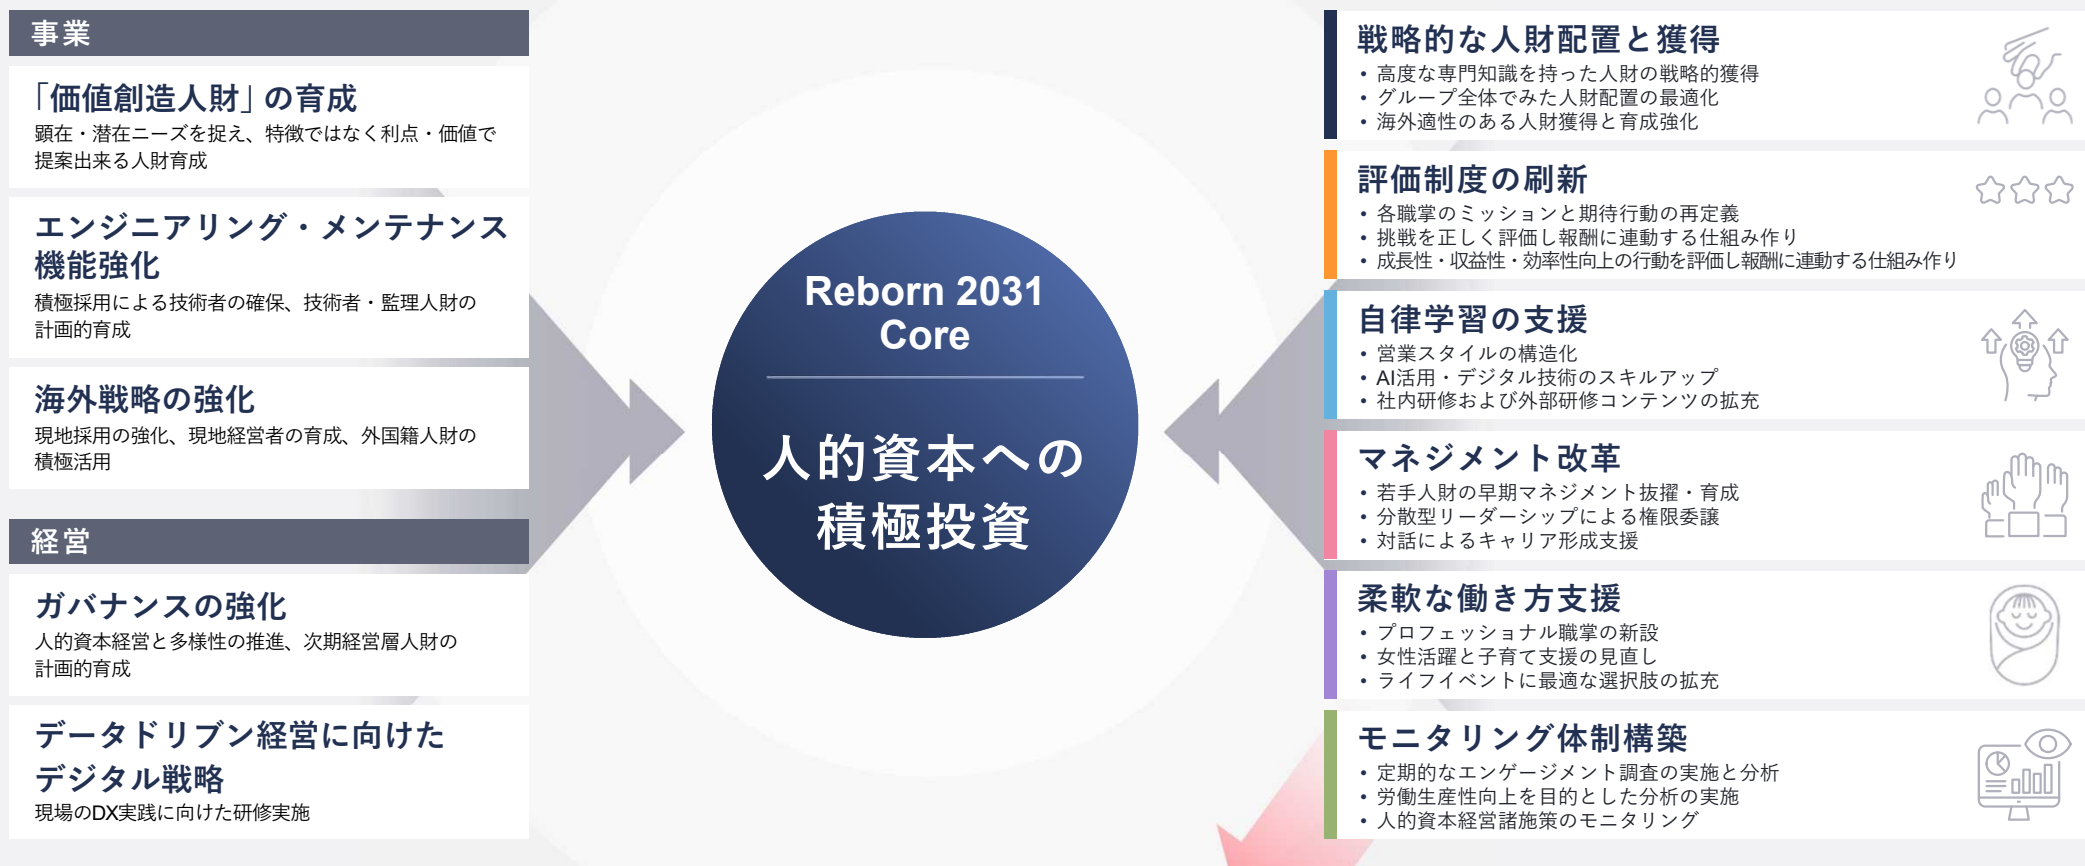 事業
「価値創造人財」の育成
顕在・潜在ニーズを捉え、特徴ではなく利点・価値で
提案出来る人財育成
エンジニアリング・メンテナンス
機能強化
積極採用による技術者の確保、技術者・監理人財の
計画的育成
海外戦略の強化
現地採用の強化、現地経営者の育成、外国籍人財の
積極活用
経営
ガバナンスの強化
人的資本経営と多様性の推進、次期経営層人財の
計画的育成
データドリブン経営に向けた
デジタル戦略
現場のDX実践に向けた研修実施
Reborn 2031
Core
人的資本への
積極投資
戦略的な人財配置と獲得
• 高度な専門知識を持った人財の戦略的獲得
• グループ全体でみた人財配置の最適化
• 海外適性のある人財獲得と育成強化
評価制度の刷新
• 各職掌のミッションと期待行動の再定義
• 挑戦を正しく評価し報酬に連動する仕組み作り
• 成長性・収益性・効率性向上の行動を評価し報酬に連動する仕組み作り
自律学習の支援
• 営業スタイルの構造化
• AI活用・デジタル技術のスキルアップ
• 社内研修および外部研修コンテンツの拡充
マネジメント改革
• 若手人財の早期マネジメント抜擢・育成
• 分散型リーダーシップによる権限委譲
• 対話によるキャリア形成支援
柔軟な働き方支援
• プロフェッショナル職掌の新設
• 女性活躍と子育て支援の見直し
• ライフイベントに最適な選択肢の拡充
モニタリング体制構築
• 定期的なエンゲージメント調査の実施と分析
• 労働生産性向上を目的とした分析の実施
• 人的資本経営諸施策のモニタリング